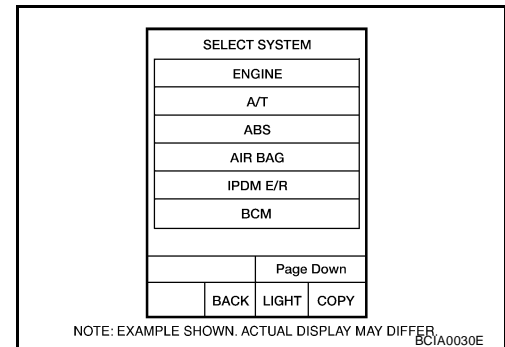 SELECT SYSTEM
ENGINE
A/T
ABS
AIR BAG
IPDM E/R
BCM
Page Down
BACK LIGHT COPY
NOTE: EXAMPLE SHOWN. ACTUAL DISPLAY MAY DIFFER.
BCIA0030E